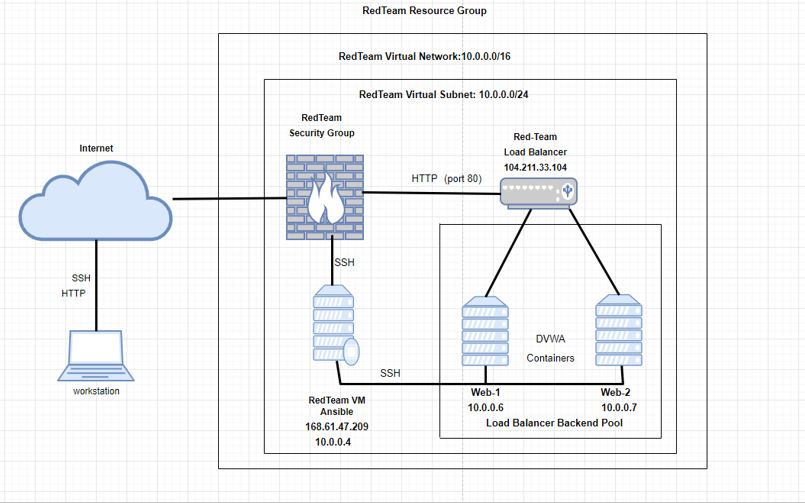 RedTeam Resource Group
RedTeam Virtual Network:10.0.0.0/16
RedTeam Virtual Subnet: 10.0.0.0/24
RedTeam
Security Group
Red-Team
Load Balancer
104.211.33.104
Internet
HTTP (port 80)
SSH
SSH
HTTP
DVWA
Containers
SSH
workstation
RedTeam VM
Ansible
168.61.47.209
10.0.0.4
Web-1
10.0.0.6
Web-2
10.0.0.7
Load Balancer Backend Pool